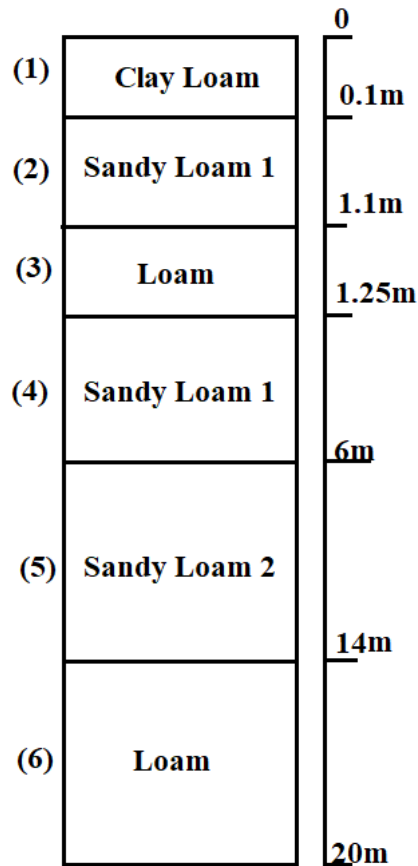 0
(1) Clay Loam
0.1m
(2) Sandy Loam 1
1.1m
(3) Loam
1.25m
(4) Sandy Loam 1
6m
(5) Sandy Loam 2
14m
(6) Loam
20m